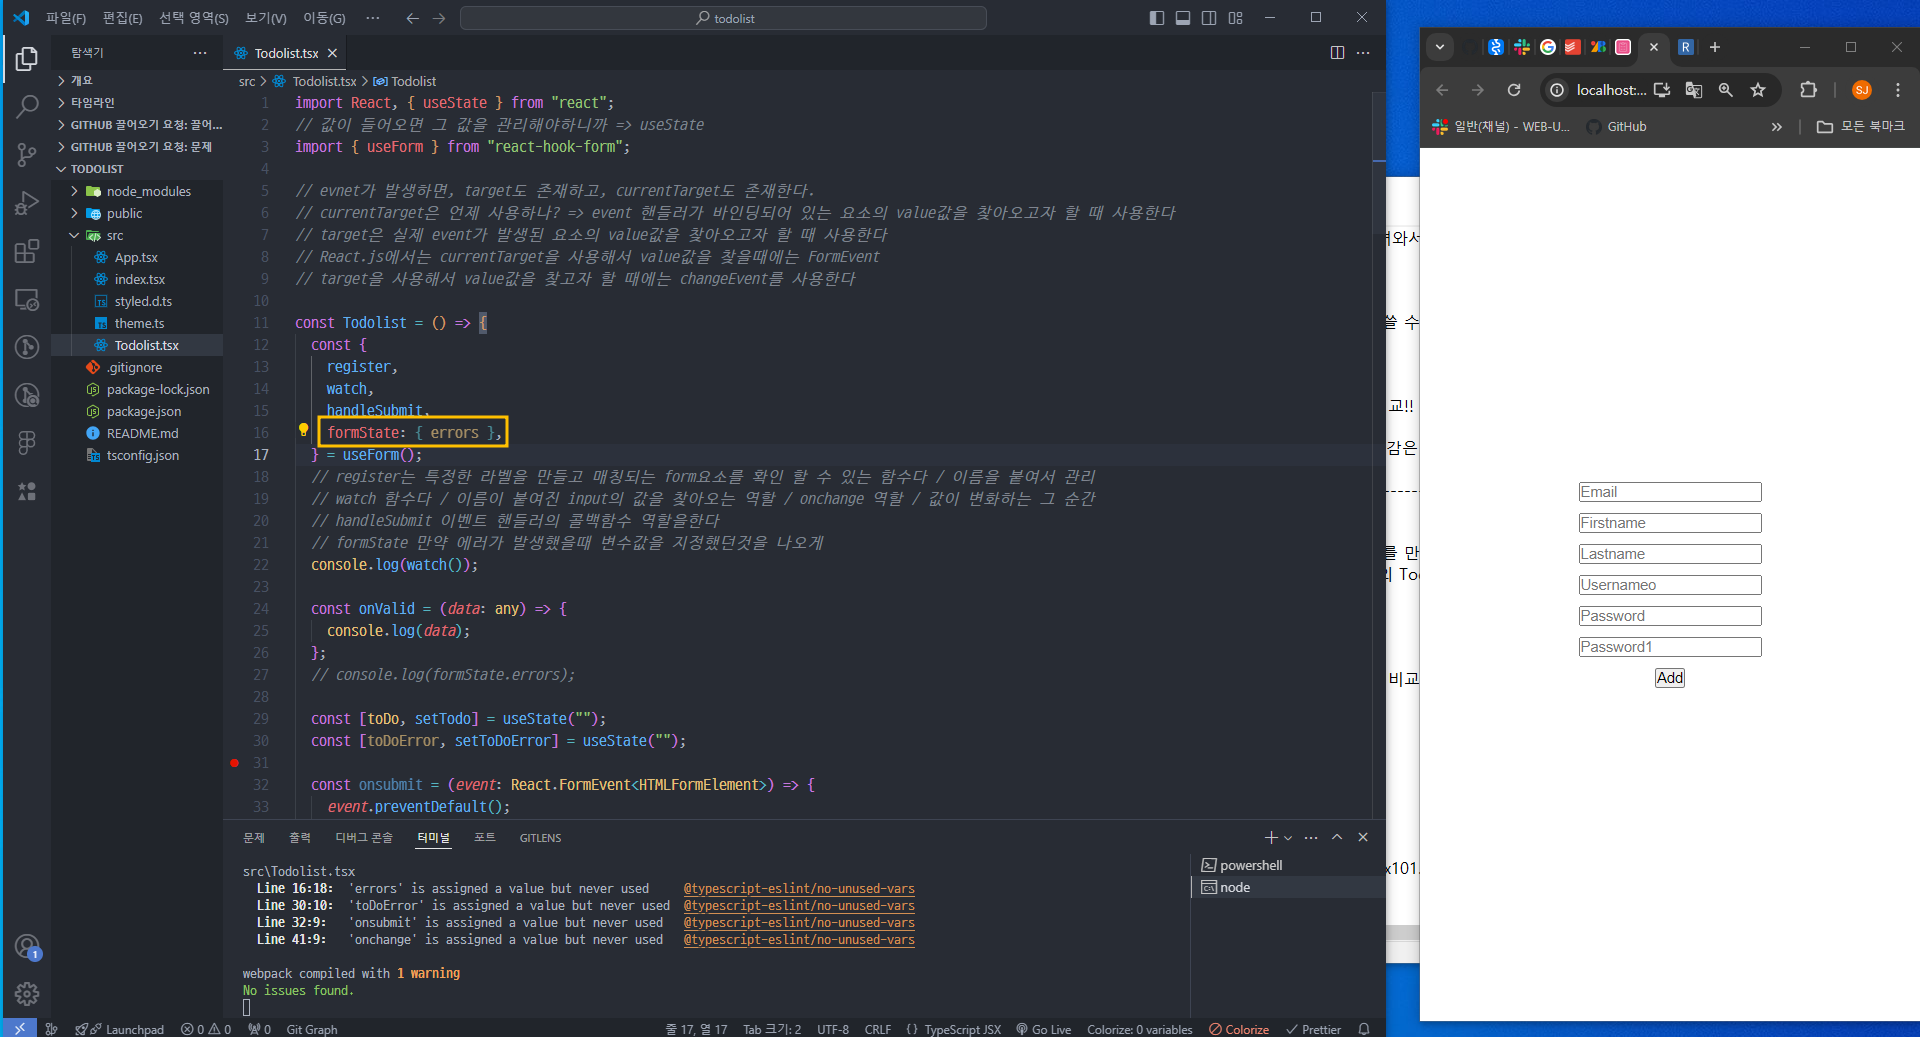 파일(F) 편집(E) 선택 영역(S) 보기(V) 이동(G) ··· todolist
탐색기
개요
타임라인
GITHUB 끌어오기 요청: 끌어...
GITHUB 끌어오기 요청: 문제
TODOLIST
node_modules
public
src
App.tsx
index.tsx
styled.d.ts
theme.ts
Todolist.tsx
.gitignore
package-lock.json
package.json
README.md
tsconfig.json
Todolist.tsx
src > Todolist.tsx > Todolist
1 import React, { useState } from "react";
2 // 값이 들어오면 그 값을 관리해야하니까 => useState
3 import { useForm } from "react-hook-form";
4
5 // evnet가 발생하면, target도 존재하고, currentTarget도 존재한다.
6 // currentTarget은 언제 사용하나? => event 핸들러가 바인딩되어 있는 요소의 value값을 찾아오고자 할 때 사용한다
7 // target은 실제 event가 발생된 요소의 value값을 찾아오고자 할 때 사용한다
8 // React.js에서는 currentTarget을 사용해서 value값을 찾을때에는 FormEvent
9 // target을 사용해서 value값을 찾고자 할 때에는 changeEvent를 사용한다
10
11 const Todolist = () => {
12 const {
13 register,
14 watch,
15 handleSubmit,
16 formState: { errors },
17 } = useForm();
18 // register는 특정한 라벨을 만들고 매칭되는 form요소를 확인 할 수 있는 함수다 / 이름을 붙여서 관리
19 // watch 함수다 / 이름이 붙여진 input의 값을 찾아오는 역할 / onchange 역할 / 값이 변화하는 그 순간
20 // handleSubmit 이벤트 핸들러의 콜백함수 역할을한다
21 // formState 만약 에러가 발생했을때 변수값을 지정했던것을 나오게
22 console.log(watch());
23
24 const onValid = (data: any) => {
25 console.log(data);
26 };
27 // console.log(formState.errors);
28
29 const [toDo, setTodo] = useState("");
30 const [toDoError, setToDoError] = useState("");
31
32 const onsubmit = (event: React.FormEvent<HTMLFormElement>) => {
33 event.preventDefault();
문제 출력 디버그 콘솔 터미널 포트 GITLENS
src\Todolist.tsx
Line 16:18: 'errors' is assigned a value but never used @typescript-eslint/no-unused-vars
Line 30:10: 'toDoError' is assigned a value but never used @typescript-eslint/no-unused-vars
Line 32:9: 'onsubmit' is assigned a value but never used @typescript-eslint/no-unused-vars
Line 41:9: 'onchange' is assigned a value but never used @typescript-eslint/no-unused-vars
webpack compiled with 1 warning
No issues found.
powershell
node
1
Launchpad 0 0 0 Git Graph 줄 17, 열 17 Tab 크기: 2 UTF-8 CRLF {} TypeScript JSX Go Live Colorize: 0 variables Colorize Prettier
R
localhost:... SJ
일반(채널) - WEB-U... GitHub » 모든 북마크
Email
Firstname
Lastname
Usernameo
Password
Password1
Add
쓸 수
교!!
감은
를 만
비교
x101.